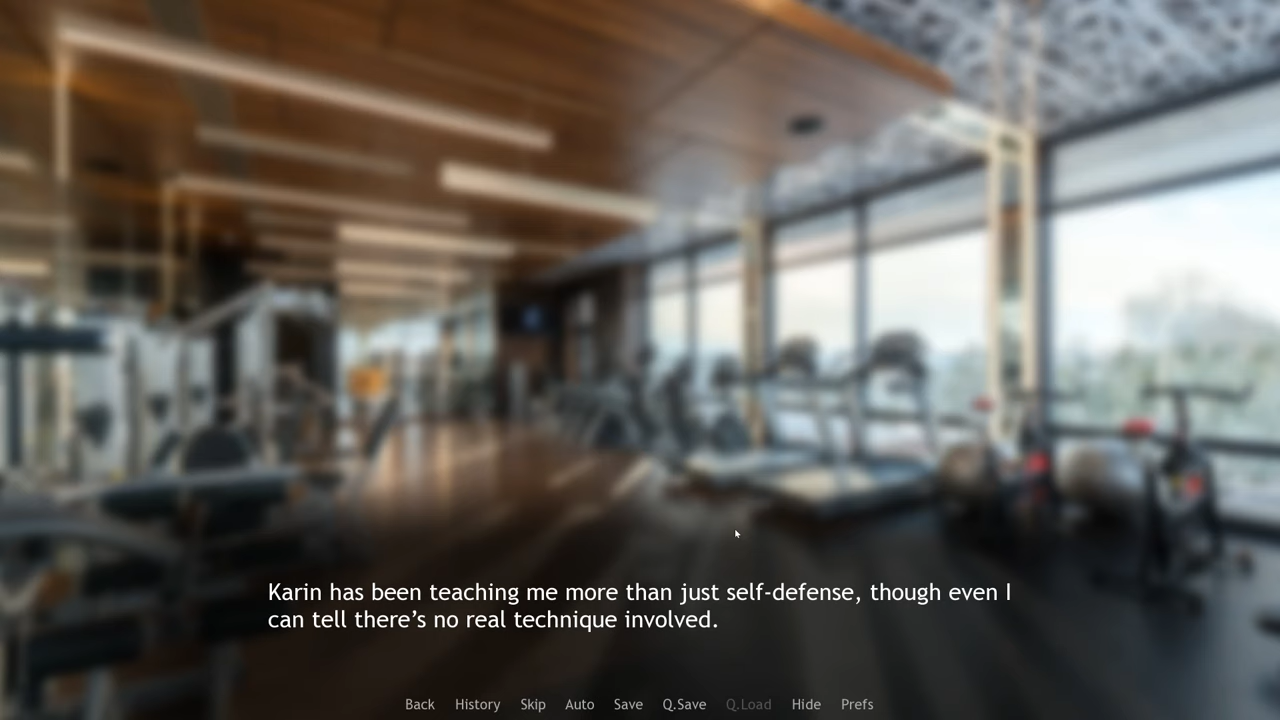 Karin has been teaching me more than just self-defense, though even I
can tell there’s no real technique involved.
Back History Skip Auto Save Q.Save Q.Load Hide Prefs